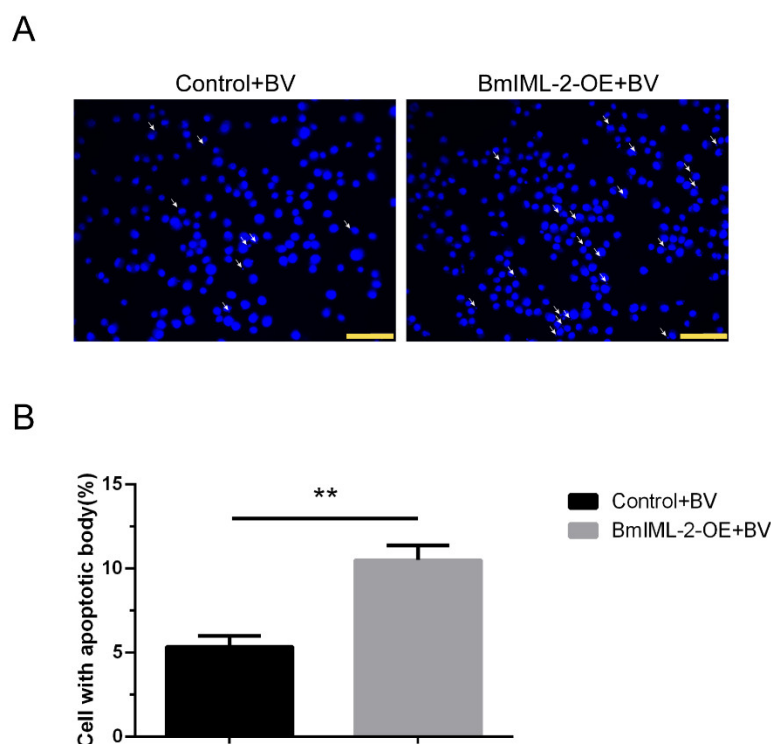 A
Control+BV
BmIML-2-OE+BV
B
Cell with apoptotic body(%)
15
10
5
0
**
Control+BV
BmIML-2-OE+BV